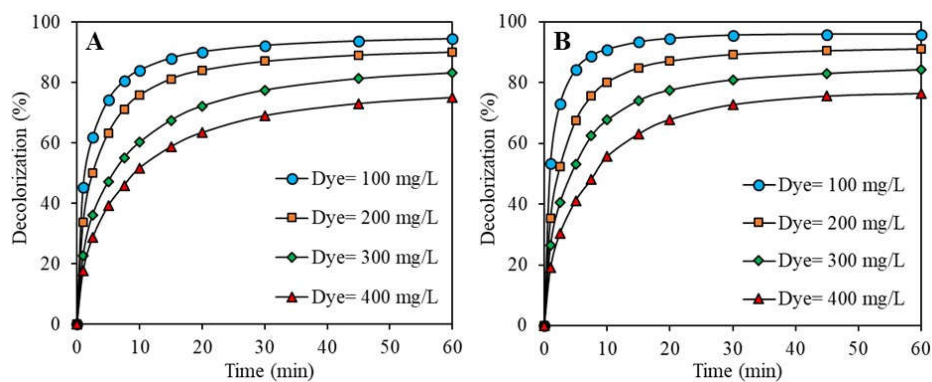 A
Decolorization (%)
100
80
60
40
20
0
Dye= 100 mg/L
Dye= 200 mg/L
Dye= 300 mg/L
Dye= 400 mg/L
0 10 20 30 40 50 60
Time (min)
B
Decolorization (%)
100
80
60
40
20
0
Dye= 100 mg/L
Dye= 200 mg/L
Dye= 300 mg/L
Dye= 400 mg/L
0 10 20 30 40 50 60
Time (min)